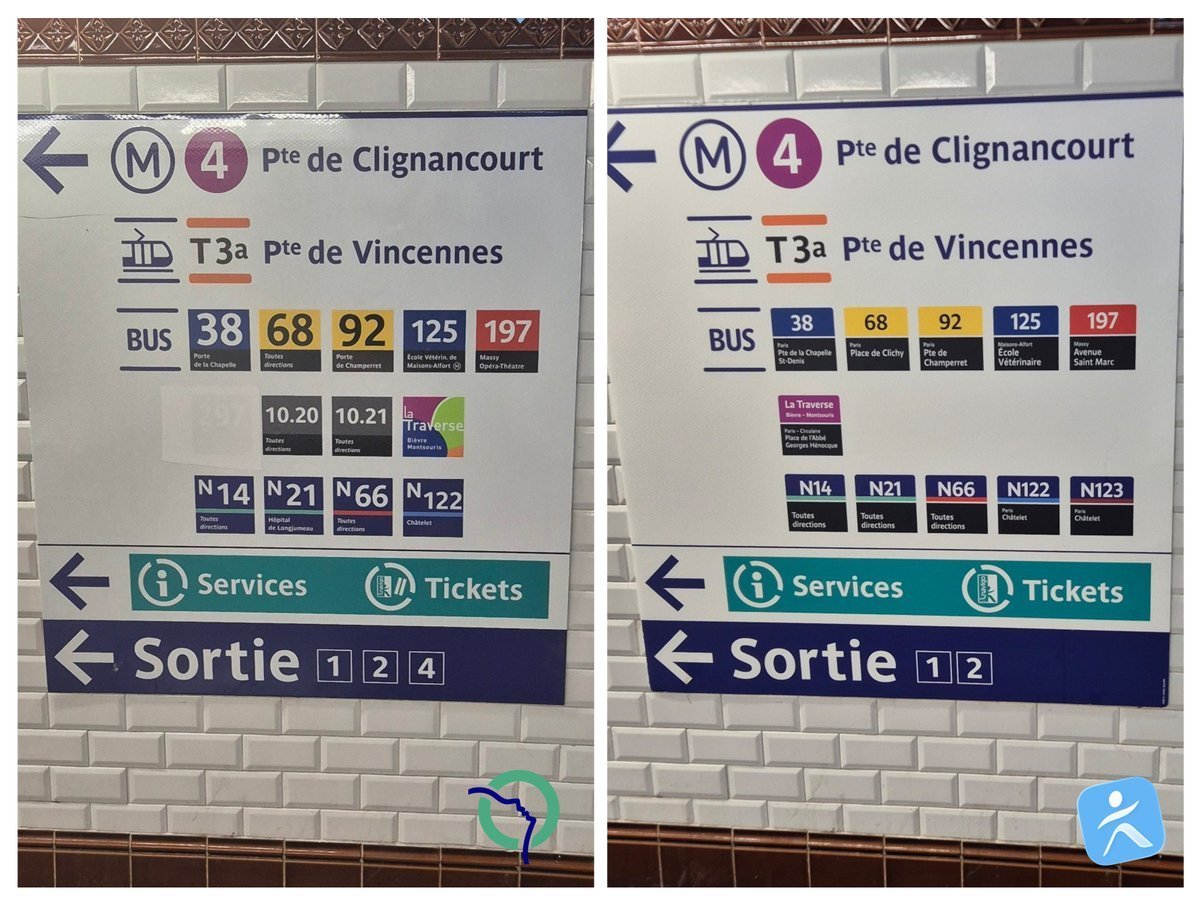 M 4 Pte de Clignancourt
T3a Pte de Vincennes
BUS 38 68 92 125 197
Porte de la Chapelle
Toutes directions
Porte de Champerret
École Vétérin. de Maisons-Alfort M
Massy Opéra-Théatre
10.20 10.21 la Traverse
Toutes directions
Toutes directions
Bièvre Montsouris
N14 N21 N66 N122
Toutes directions
Hôpital de Longjumeau
Toutes directions
Châtelet
i Services Tickets
Sortie 1 2 4
M 4 Pte de Clignancourt
T3a Pte de Vincennes
BUS 38 68 92 125 197
Paris Pte de la Chapelle St-Denis
Paris Place de Clichy
Paris Pte de Champerret
Maisons-Alfort École Vétérinaire
Massy Avenue Saint Marc
La Traverse
Bièvre - Montsouris
Paris - Circulaire
Place de l'Abbé
Georges Hénocque
N14 N21 N66 N122 N123
Toutes directions
Toutes directions
Toutes directions
Paris Châtelet
Paris Châtelet
i Services Tickets
Sortie 1 2